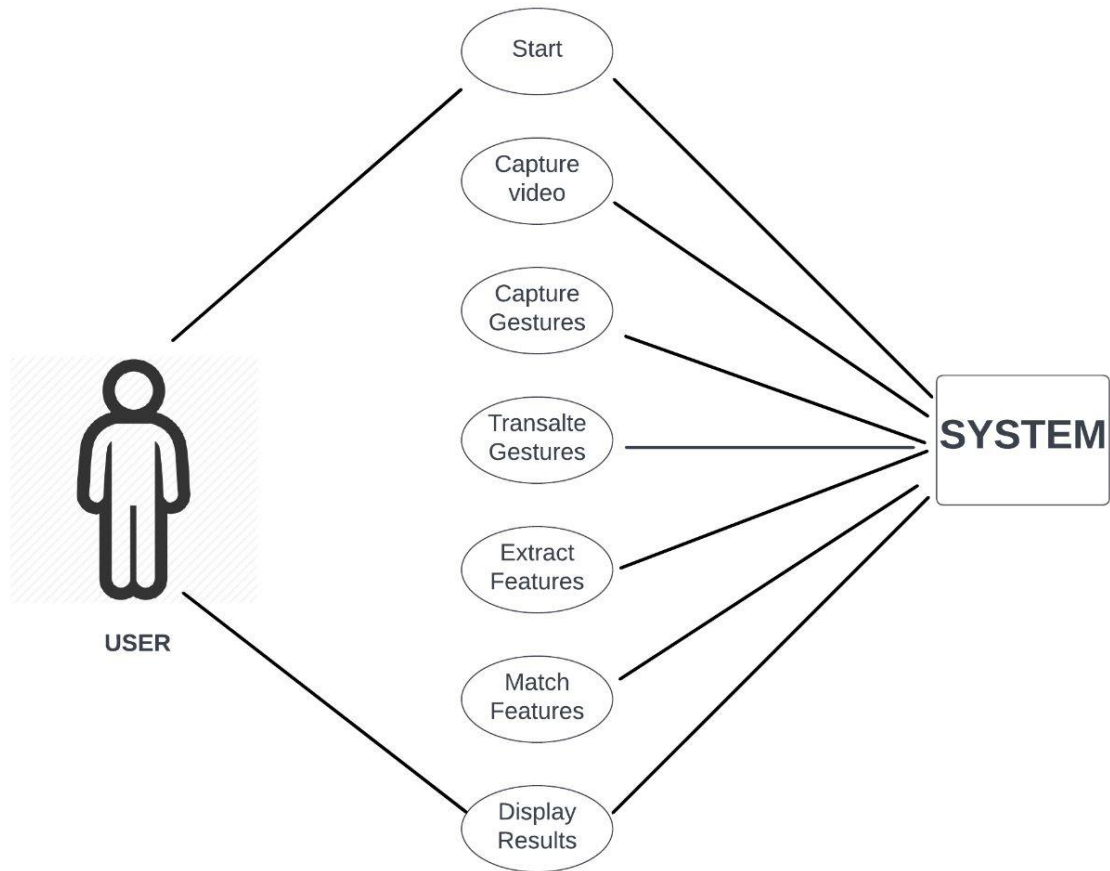 Start
Capture
video
Capture
Gestures
Transalte
Gestures
SYSTEM
Extract
Features
USER
Match
Features
Display
Results